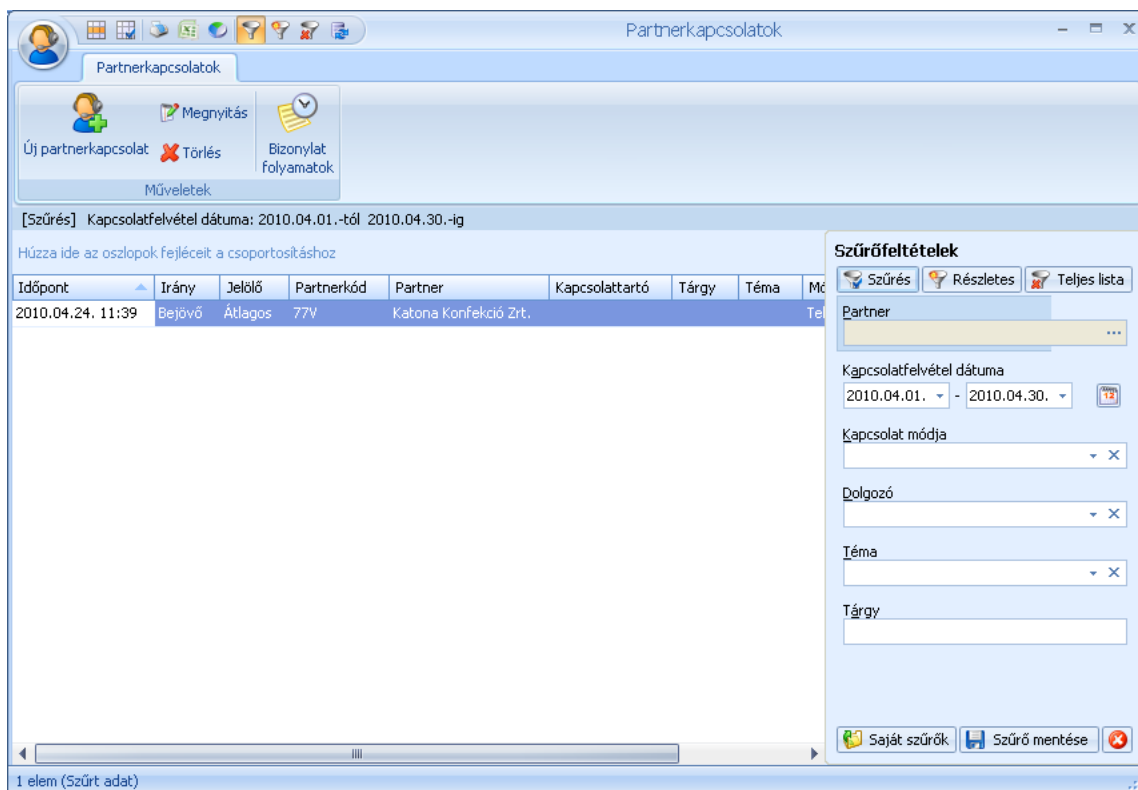 Partnerkapcsolatok
Partnerkapcsolatok
Új partnerkapcsolat
Megnyitás
Törlés
Bizonylat
folyamatok
Műveletek
[Szűrés] Kapcsolatfelvétel dátuma: 2010.04.01.-tól 2010.04.30.-ig
Húzza ide az oszlopok fejléceit a csoportosításhoz
Időpont Irány Jelölő Partnerkód Partner Kapcsolattartó Tárgy Téma Mó
2010.04.24. 11:39 Bejövő Átlagos 77V Katona Konfekció Zrt. Tel
Szűrőfeltételek
Szűrés Részletes Teljes lista
Partner
Kapcsolatfelvétel dátuma
2010.04.01. - 2010.04.30. 12
Kapcsolat módja
Dolgozó
Téma
Tárgy
Saját szűrők Szűrő mentése
1 elem (Szűrt adat)